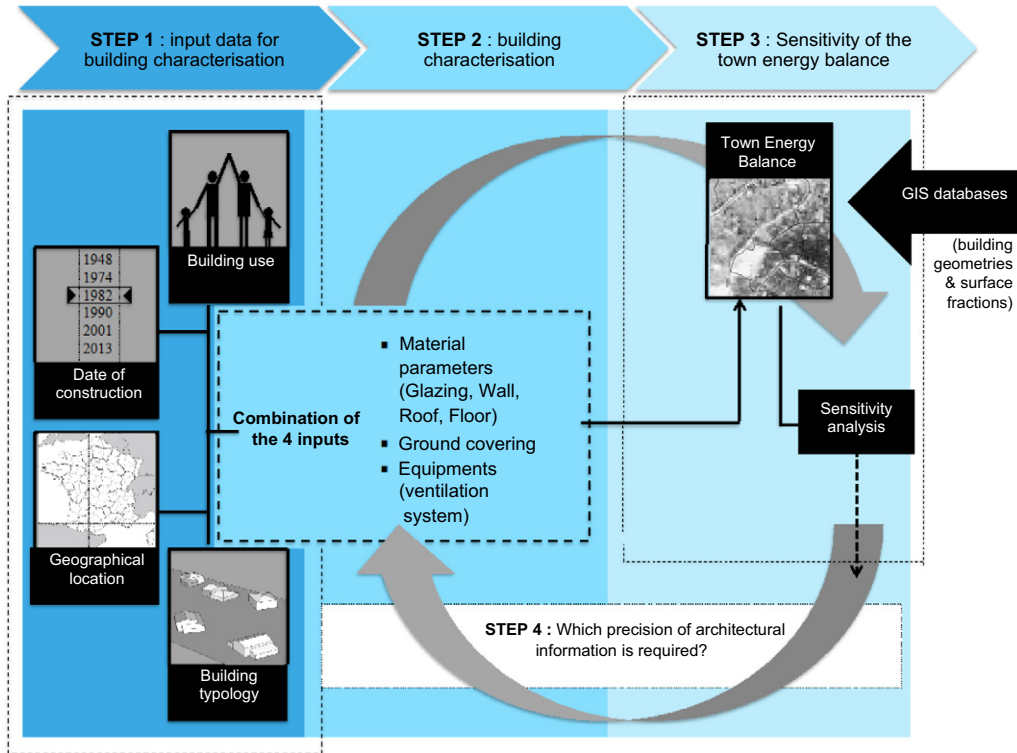 STEP 1 : input data for
building characterisation
STEP 2 : building
characterisation
STEP 3 : Sensitivity of the
town energy balance
Building use
1948
1974
1982
1990
2001
2013
Date of
construction
Geographical
location
Building
typology
Combination of
the 4 inputs
▪ Material
parameters
(Glazing, Wall,
Roof, Floor)
▪ Ground covering
▪ Equipments
(ventilation
system)
Town Energy
Balance
GIS databases
(building
geometries
& surface
fractions)
Sensitivity
analysis
STEP 4 : Which precision of architectural
information is required?